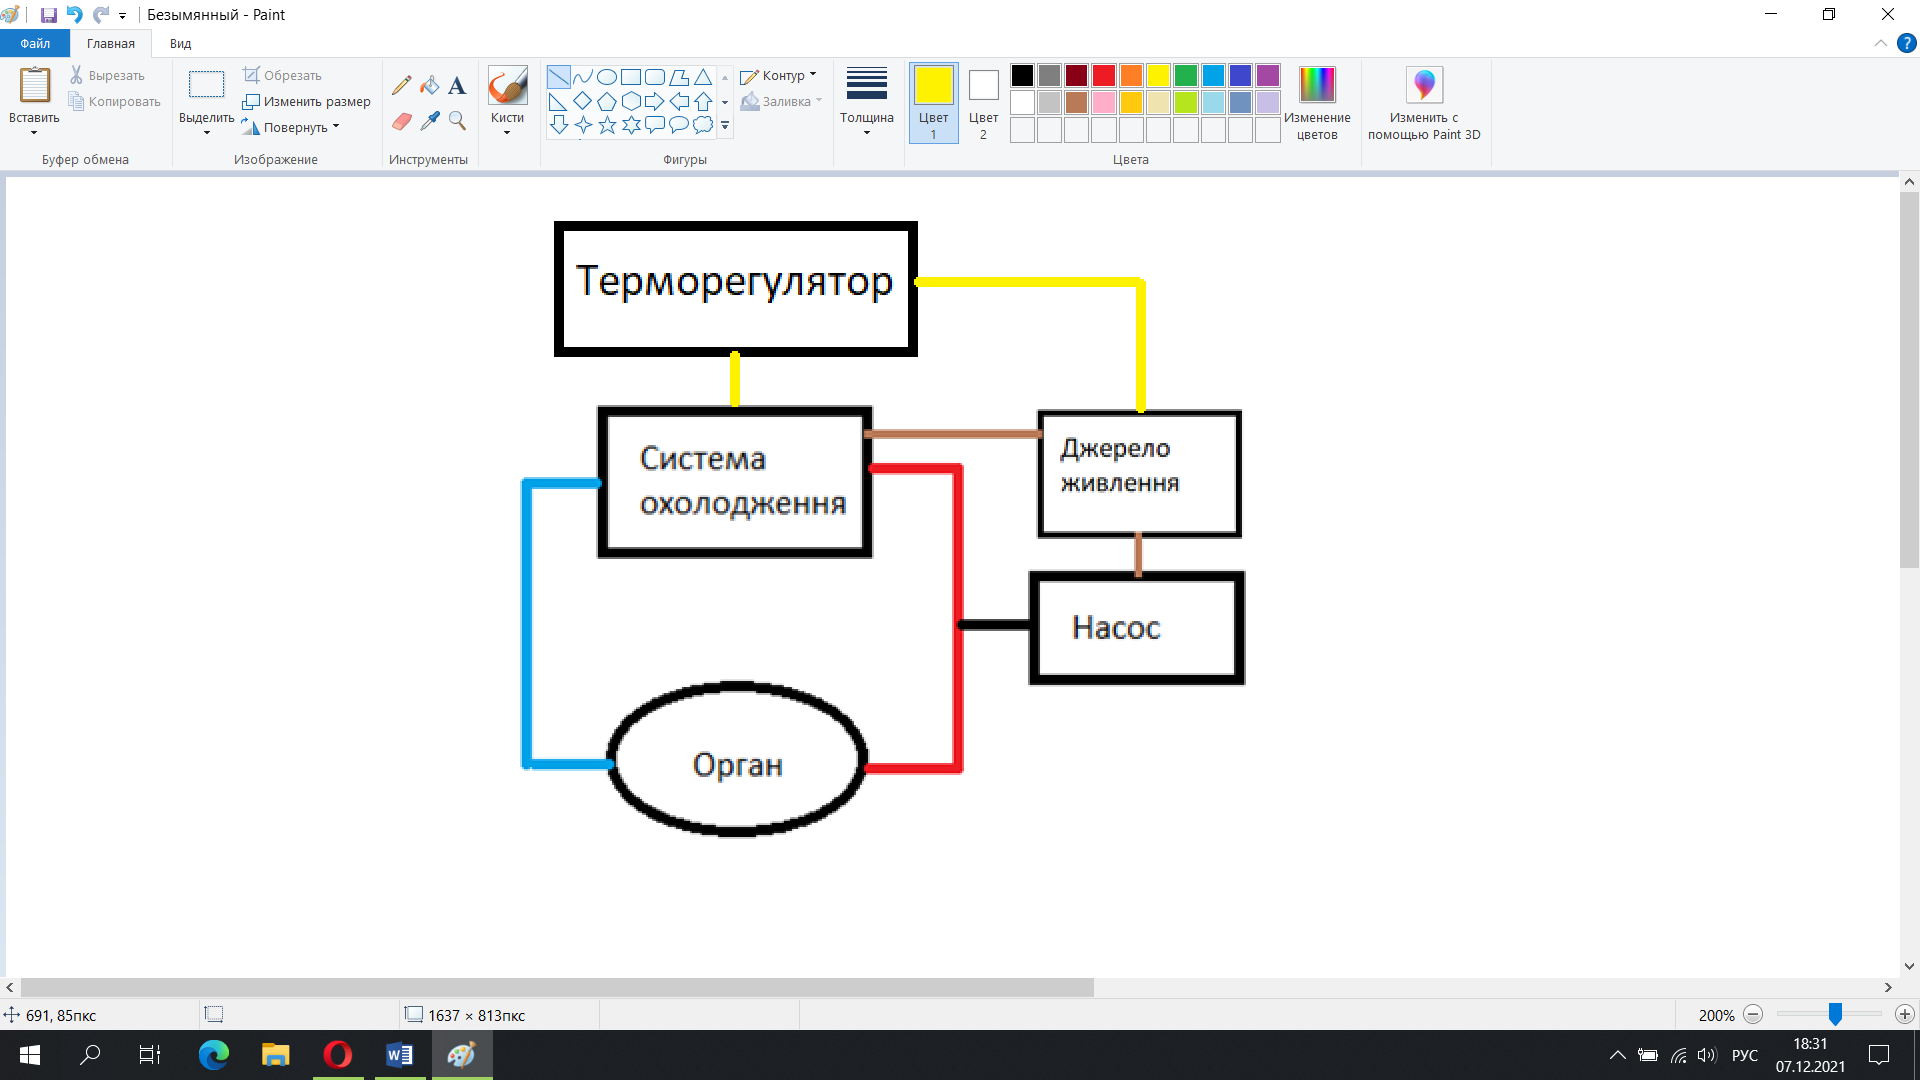 Безымянный - Paint
Файл
Главная
Вид
Вставить
Вырезать
Копировать
Буфер обмена
Выделить
Обрезать
Изменить размер
Повернуть
Изображение
Инструменты
Кисти
Контур
Заливка
Фигуры
Толщина
Цвет
1
Цвет
2
Изменение
цветов
Цвета
Изменить с
помощью Paint 3D
Терморегулятор
Система
охолодження
Джерело
живлення
Насос
Орган
691, 85пкс
1637 × 813пкс
200%
РУС
18:31
07.12.2021